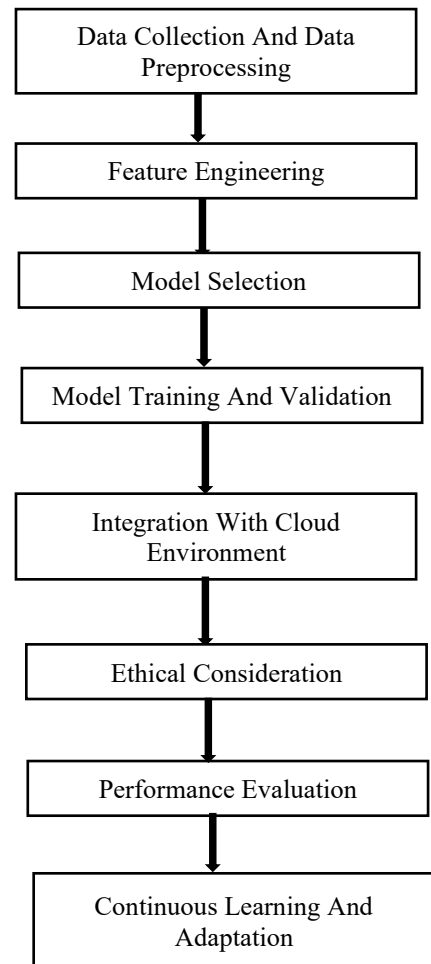 Data Collection And Data
Preprocessing
Feature Engineering
Model Selection
Model Training And Validation
Integration With Cloud
Environment
Ethical Consideration
Performance Evaluation
Continuous Learning And
Adaptation